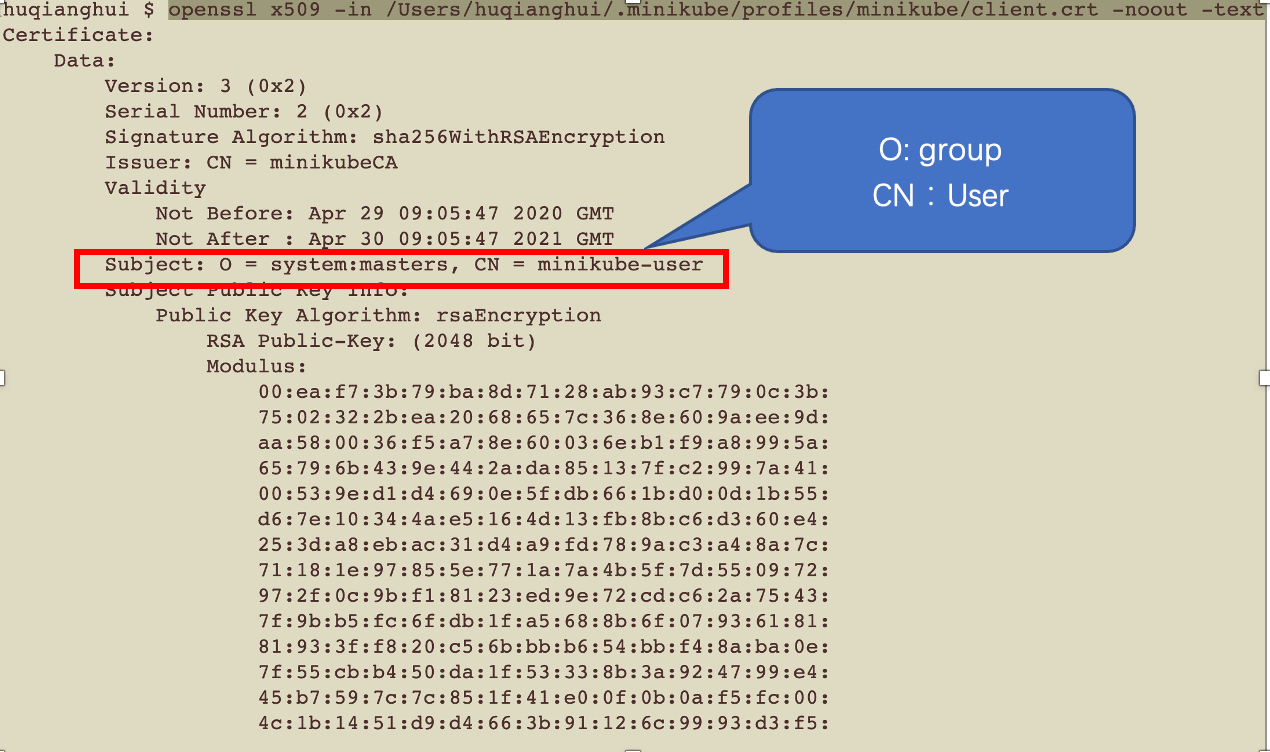 huqianghui $ openssl x509 -in /Users/huqianghui/.minikube/profiles/minikube/client.crt -noout -text
Certificate:
Data:
Version: 3 (0x2)
Serial Number: 2 (0x2)
Signature Algorithm: sha256WithRSAEncryption
Issuer: CN = minikubeCA
Validity
Not Before: Apr 29 09:05:47 2020 GMT
Not After : Apr 30 09:05:47 2021 GMT
Subject: O = system:masters, CN = minikube-user
Subject Public Key Info:
Public Key Algorithm: rsaEncryption
RSA Public-Key: (2048 bit)
Modulus:
00:ea:f7:3b:79:ba:8d:71:28:ab:93:c7:79:0c:3b:
75:02:32:2b:ea:20:68:65:7c:36:8e:60:9a:ee:9d:
aa:58:00:36:f5:a7:8e:60:03:6e:b1:f9:a8:99:5a:
65:79:6b:43:9e:44:2a:da:85:13:7f:c2:99:7a:41:
00:53:9e:d1:d4:69:0e:5f:db:66:1b:d0:0d:1b:55:
d6:7e:10:34:4a:e5:16:4d:13:fb:8b:c6:d3:60:e4:
25:3d:a8:eb:ac:31:d4:a9:fd:78:9a:c3:a4:8a:7c:
71:18:1e:97:85:5e:77:1a:7a:4b:5f:7d:55:09:72:
97:2f:0c:9b:f1:81:23:ed:9e:72:cd:c6:2a:75:43:
7f:9b:b5:fc:6f:db:1f:a5:68:8b:6f:07:93:61:81:
81:93:3f:f8:20:c5:6b:bb:b6:54:bb:f4:8a:ba:0e:
7f:55:cb:b4:50:da:1f:53:33:8b:3a:92:47:99:e4:
45:b7:59:7c:7c:85:1f:41:e0:0f:0b:0a:f5:fc:00:
4c:1b:14:51:d9:d4:66:3b:91:12:6c:99:93:d3:f5:
O: group
CN：User